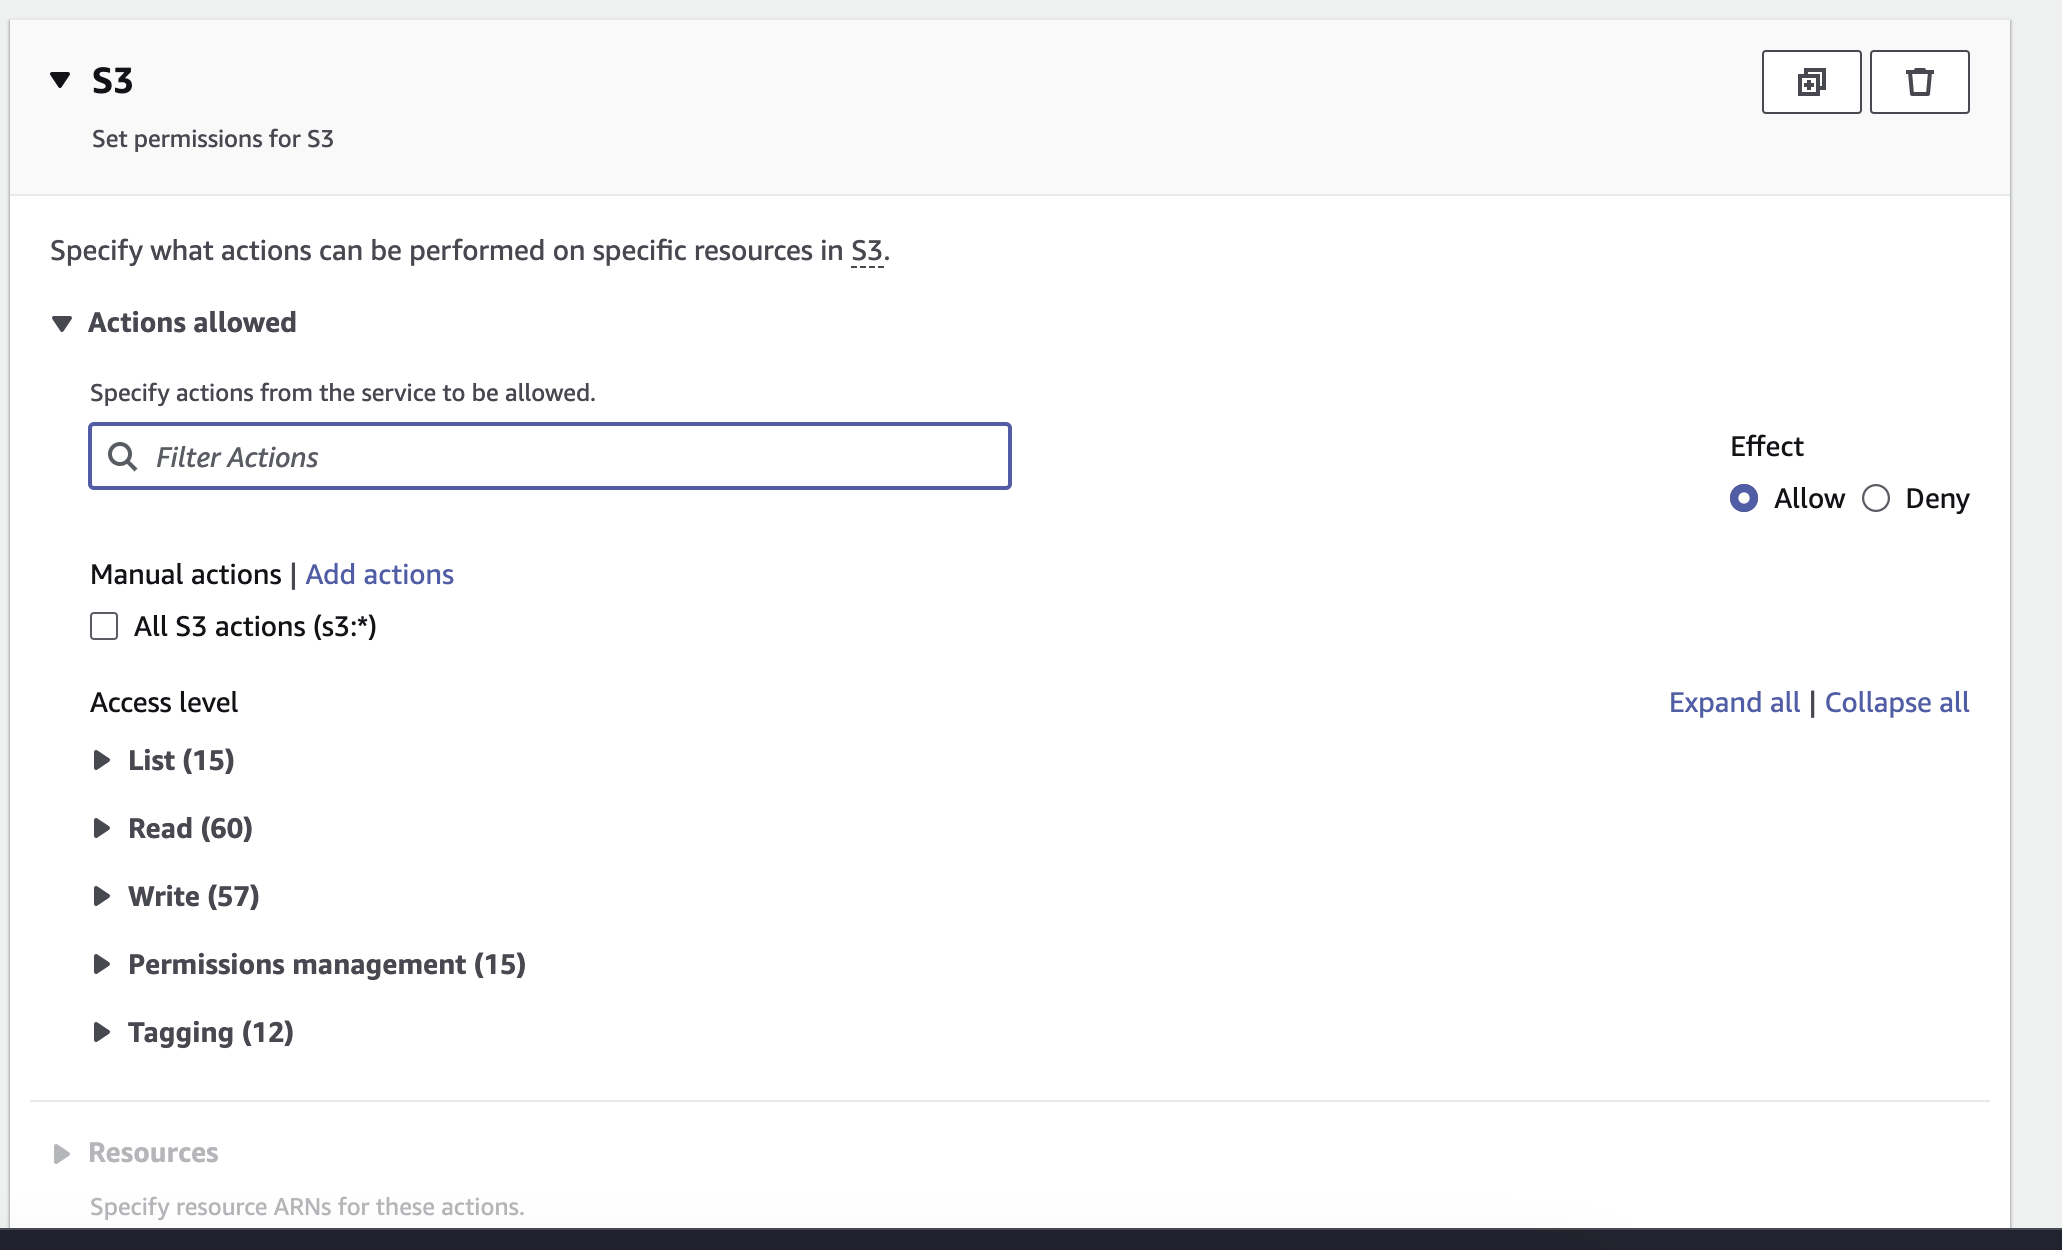 S3
Set permissions for S3
Specify what actions can be performed on specific resources in S3.
Actions allowed
Specify actions from the service to be allowed.
Filter Actions
Effect
Allow Deny
Manual actions | Add actions
All S3 actions (s3:*)
Access level
Expand all | Collapse all
List (15)
Read (60)
Write (57)
Permissions management (15)
Tagging (12)
Resources
Specify resource ARNs for these actions.